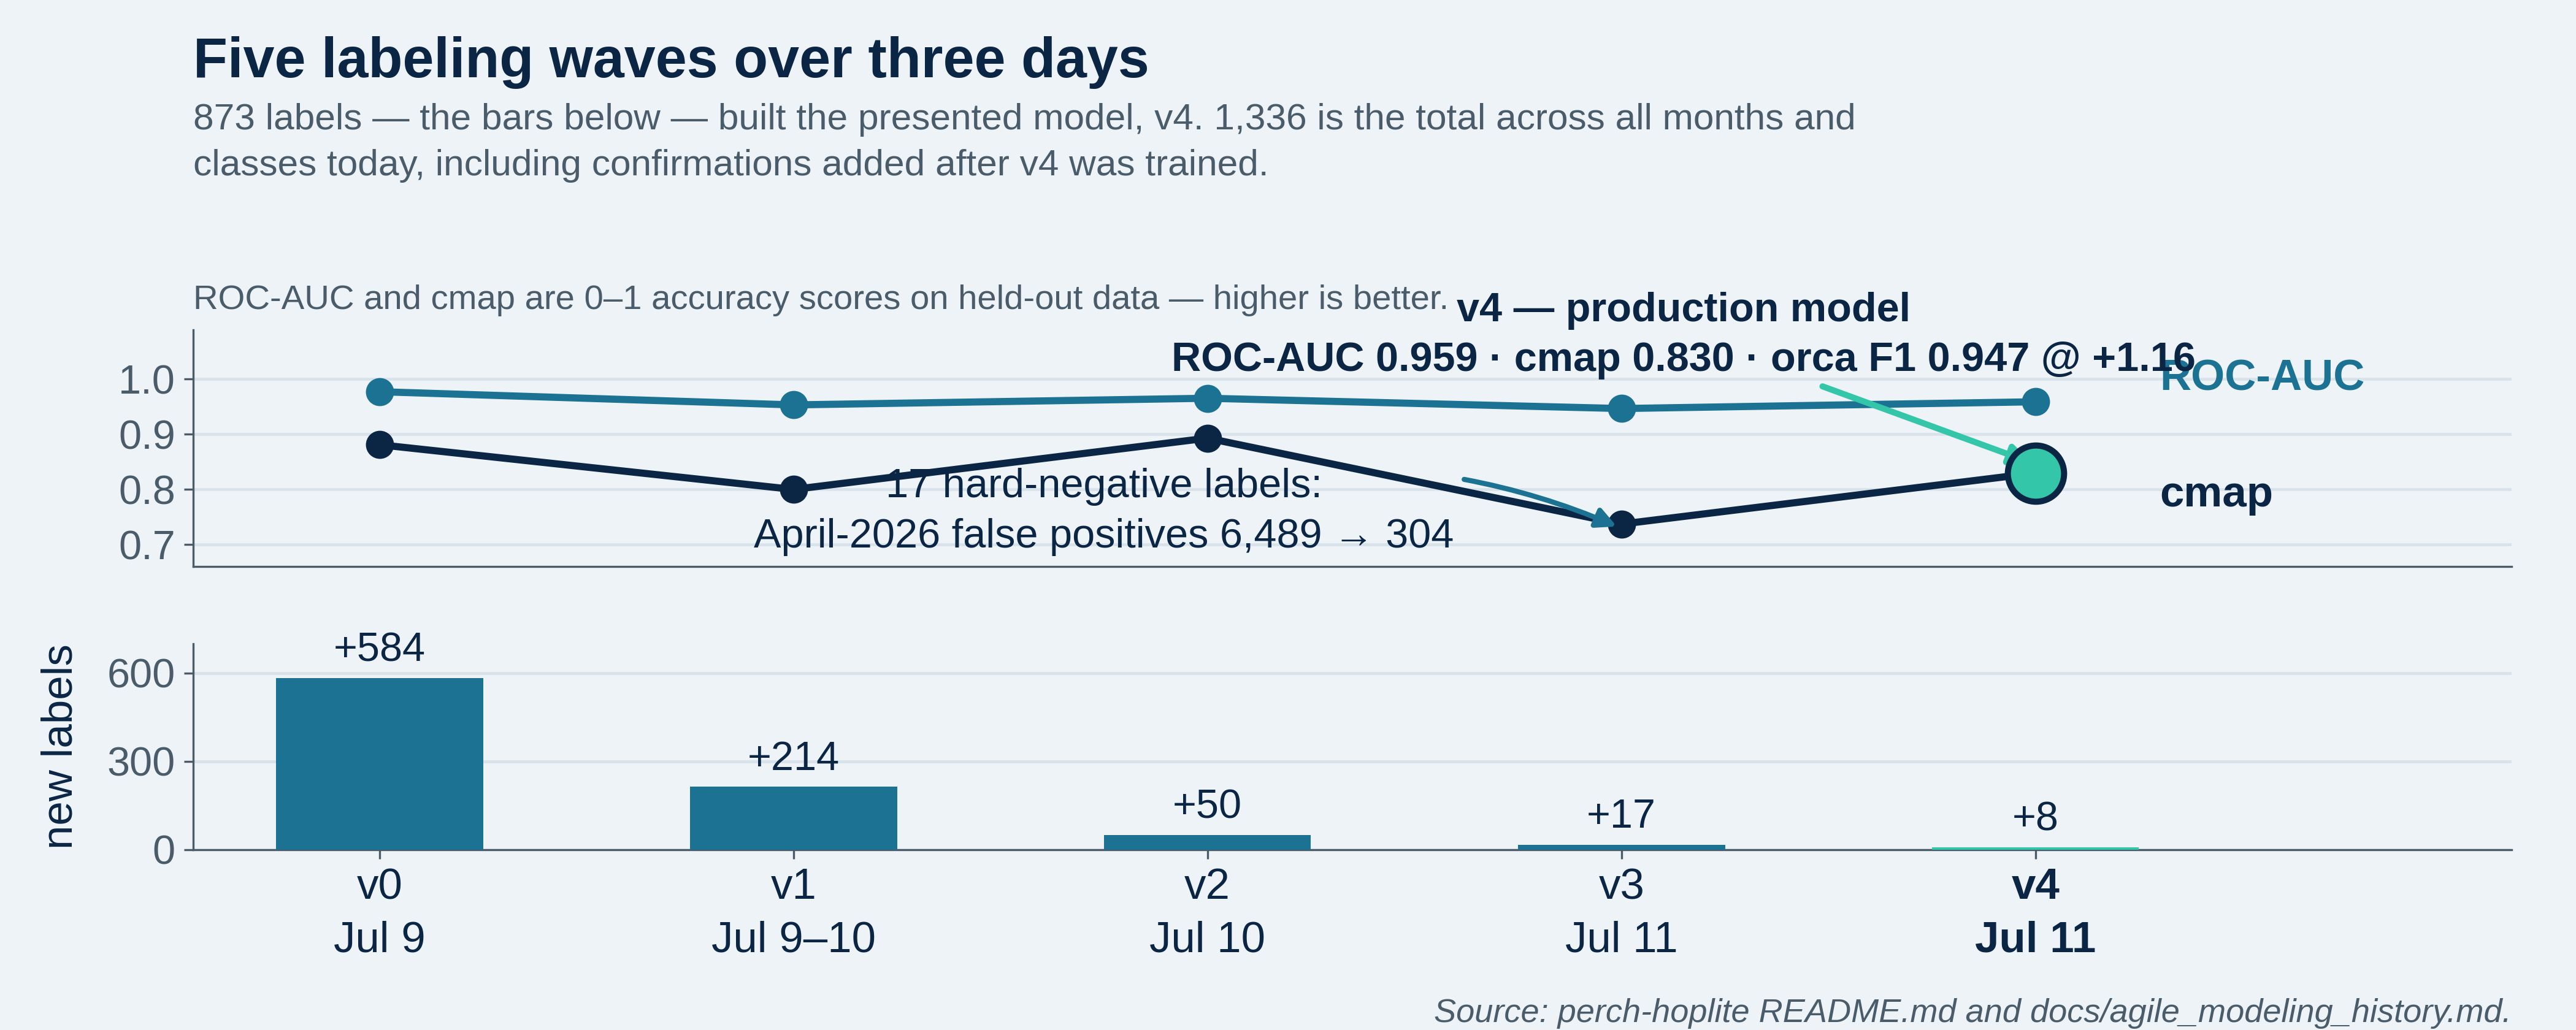 Five labeling waves over three days
873 labels — the bars below — built the presented model, v4. 1,336 is the total across all months and
classes today, including confirmations added after v4 was trained.
ROC-AUC and cmap are 0–1 accuracy scores on held-out data — higher is better.
v4 — production model
ROC-AUC 0.959 · cmap 0.830 · orca F1 0.947 @ +1.16
ROC-AUC
1.0
0.9
0.8
0.7
17 hard-negative labels:
April-2026 false positives 6,489 → 304
cmap
new labels
600
300
0
+584
+214
+50
+17
+8
v0
Jul 9
v1
Jul 9–10
v2
Jul 10
v3
Jul 11
v4
Jul 11
Source: perch-hoplite README.md and docs/agile_modeling_history.md.